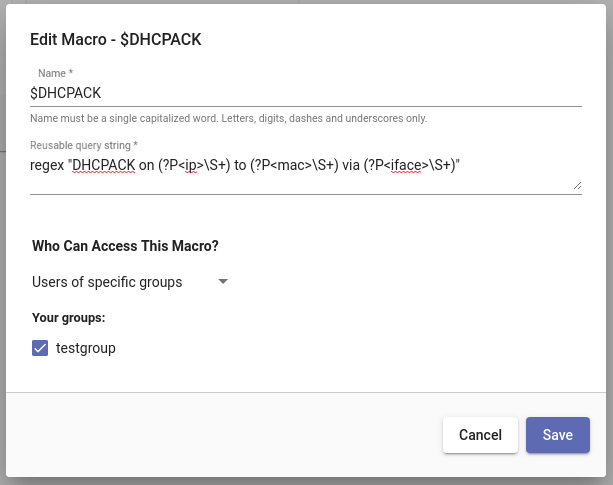 Edit Macro - $DHCPACK
Name *
$DHCPACK
Name must be a single capitalized word. Letters, digits, dashes and underscores only.
Reusable query string *
regex "DHCPACK on (?P<ip>\S+) to (?P<mac>\S+) via (?P<iface>\S+)"
Who Can Access This Macro?
Users of specific groups
Your groups:
testgroup
Cancel
Save